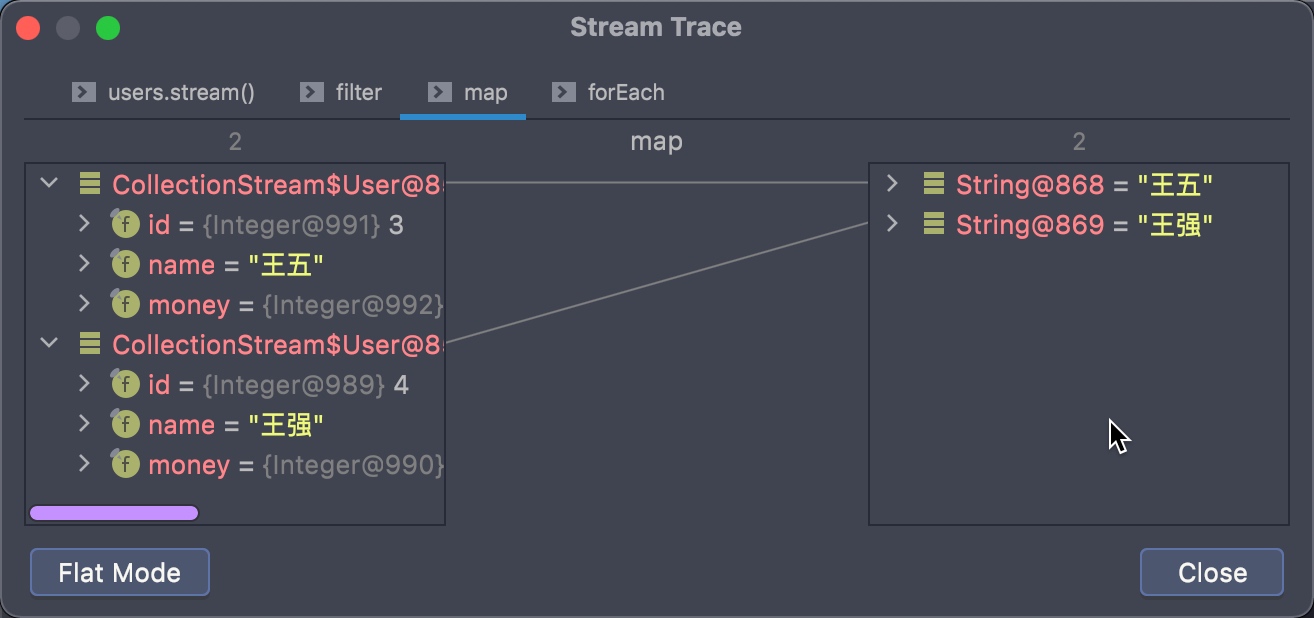 Stream Trace
users.stream() filter map forEach
2 map 2
CollectionStream$User@8
id = {Integer@991} 3
name = "王五"
money = {Integer@992}
CollectionStream$User@8
id = {Integer@989} 4
name = "王强"
money = {Integer@990}
String@868 = "王五"
String@869 = "王强"
Flat Mode
Close